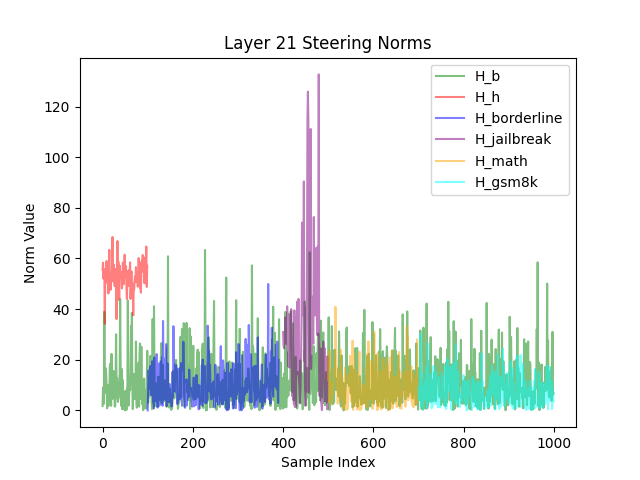 Layer 21 Steering Norms
H_b
H_h
H_borderline
H_jailbreak
H_math
H_gsm8k
Norm Value
120
100
80
60
40
20
0
0 200 400 600 800 1000
Sample Index